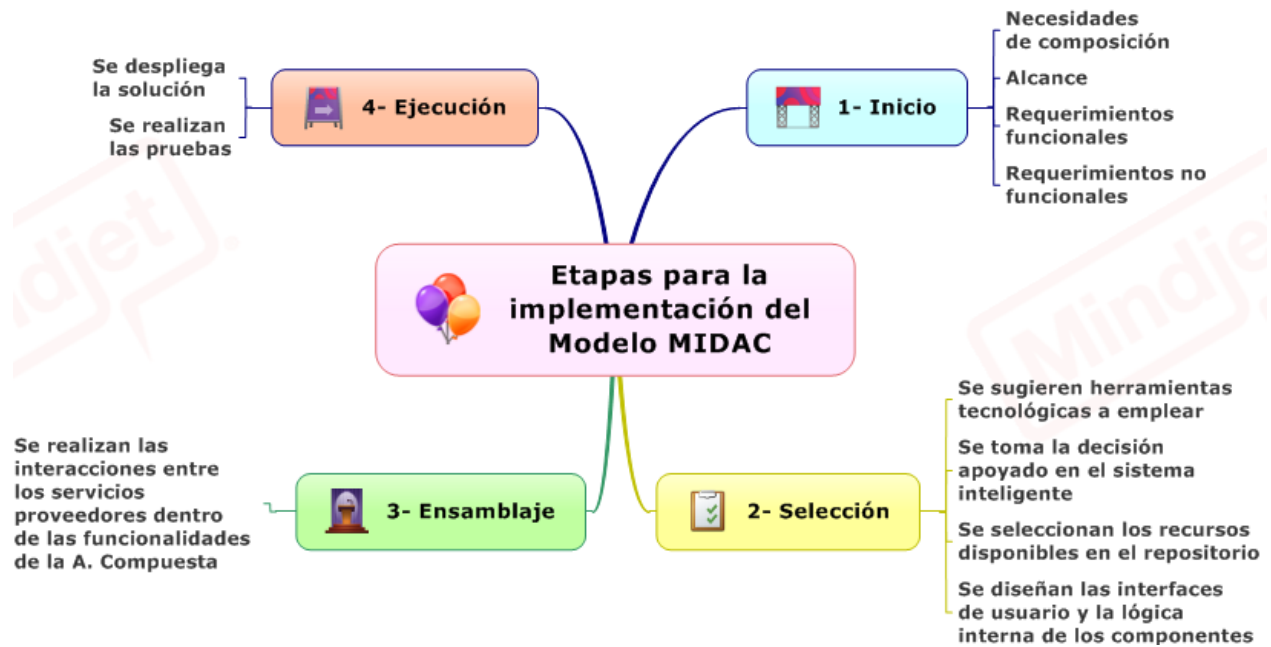 Etapas para la
implementación del
Modelo MIDAC
1- Inicio
Necesidades
de composición
Alcance
Requerimientos
funcionales
Requerimientos no
funcionales
2- Selección
Se sugieren herramientas
tecnológicas a emplear
Se toma la decisión
apoyado en el sistema
inteligente
Se seleccionan los recursos
disponibles en el repositorio
Se diseñan las interfaces
de usuario y la lógica
interna de los componentes
3- Ensamblaje
Se realizan las
interacciones entre
los servicios
proveedores dentro
de las funcionalidades
de la A. Compuesta
4- Ejecución
Se despliega
la solución
Se realizan
las pruebas
djet
Mindje